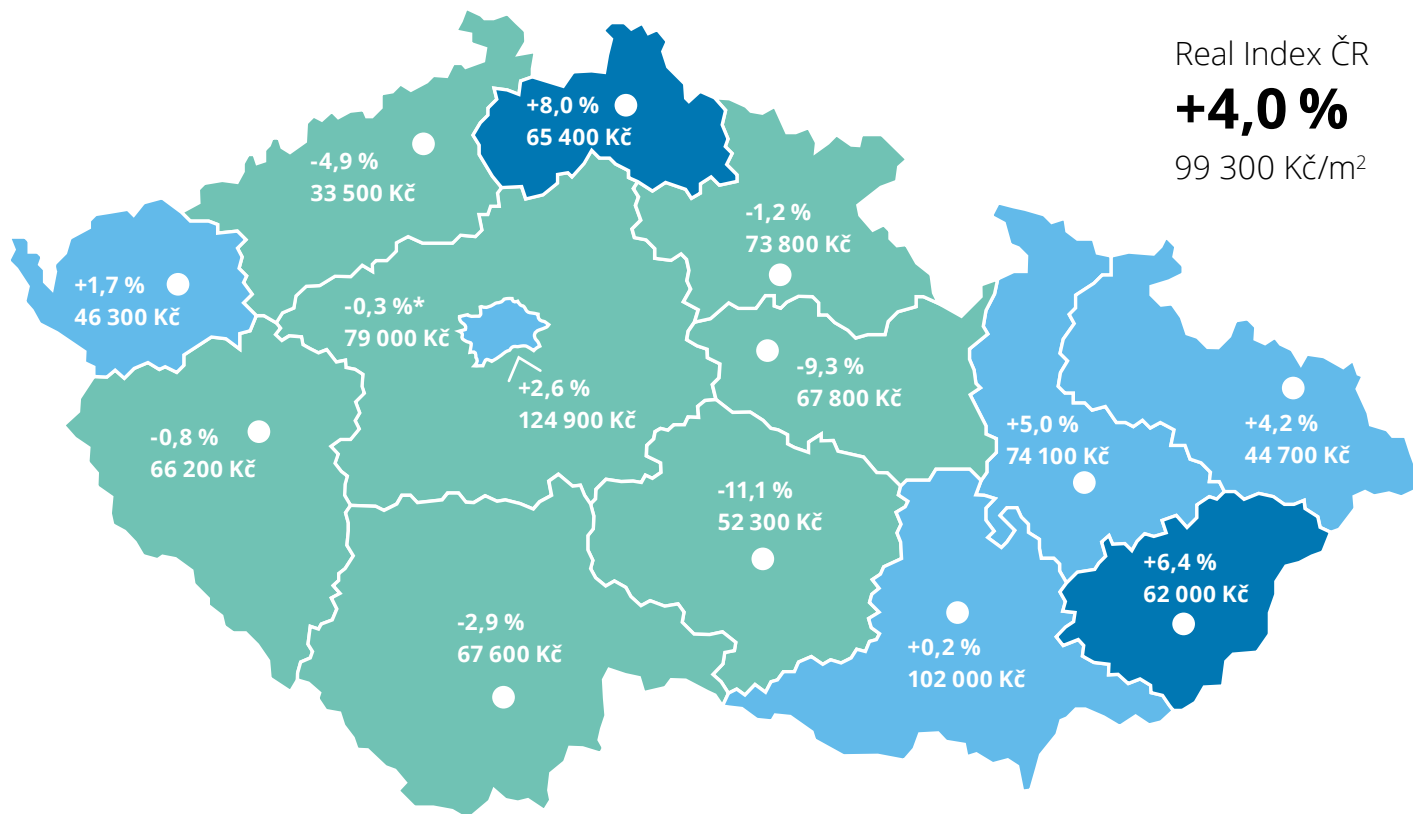 Real Index ČR
+4,0 %
99 300 Kč/m²
+8,0 %
65 400 Kč
-4,9 %
33 500 Kč
-1,2 %
73 800 Kč
+1,7 %
46 300 Kč
-0,3 %*
79 000 Kč
+2,6 %
124 900 Kč
-9,3 %
67 800 Kč
-0,8 %
66 200 Kč
+5,0 %
74 100 Kč
+4,2 %
44 700 Kč
-11,1 %
52 300 Kč
+6,4 %
62 000 Kč
-2,9 %
67 600 Kč
+0,2 %
102 000 Kč